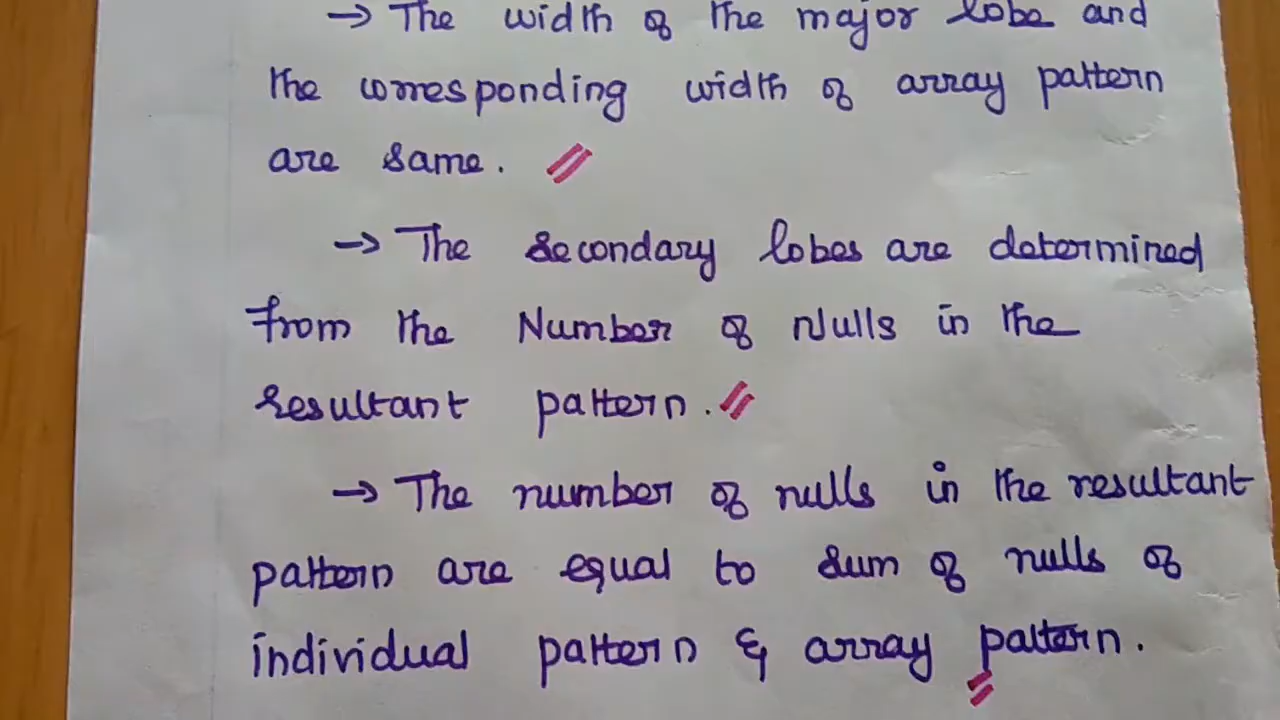 → The width of the major lobe and
the corresponding width of array pattern
are same.
→ The secondary lobes are determined
from the Number of Nulls in the
resultant pattern.
→ The number of nulls in the resultant
pattern are equal to sum of nulls of
individual pattern & array pattern.